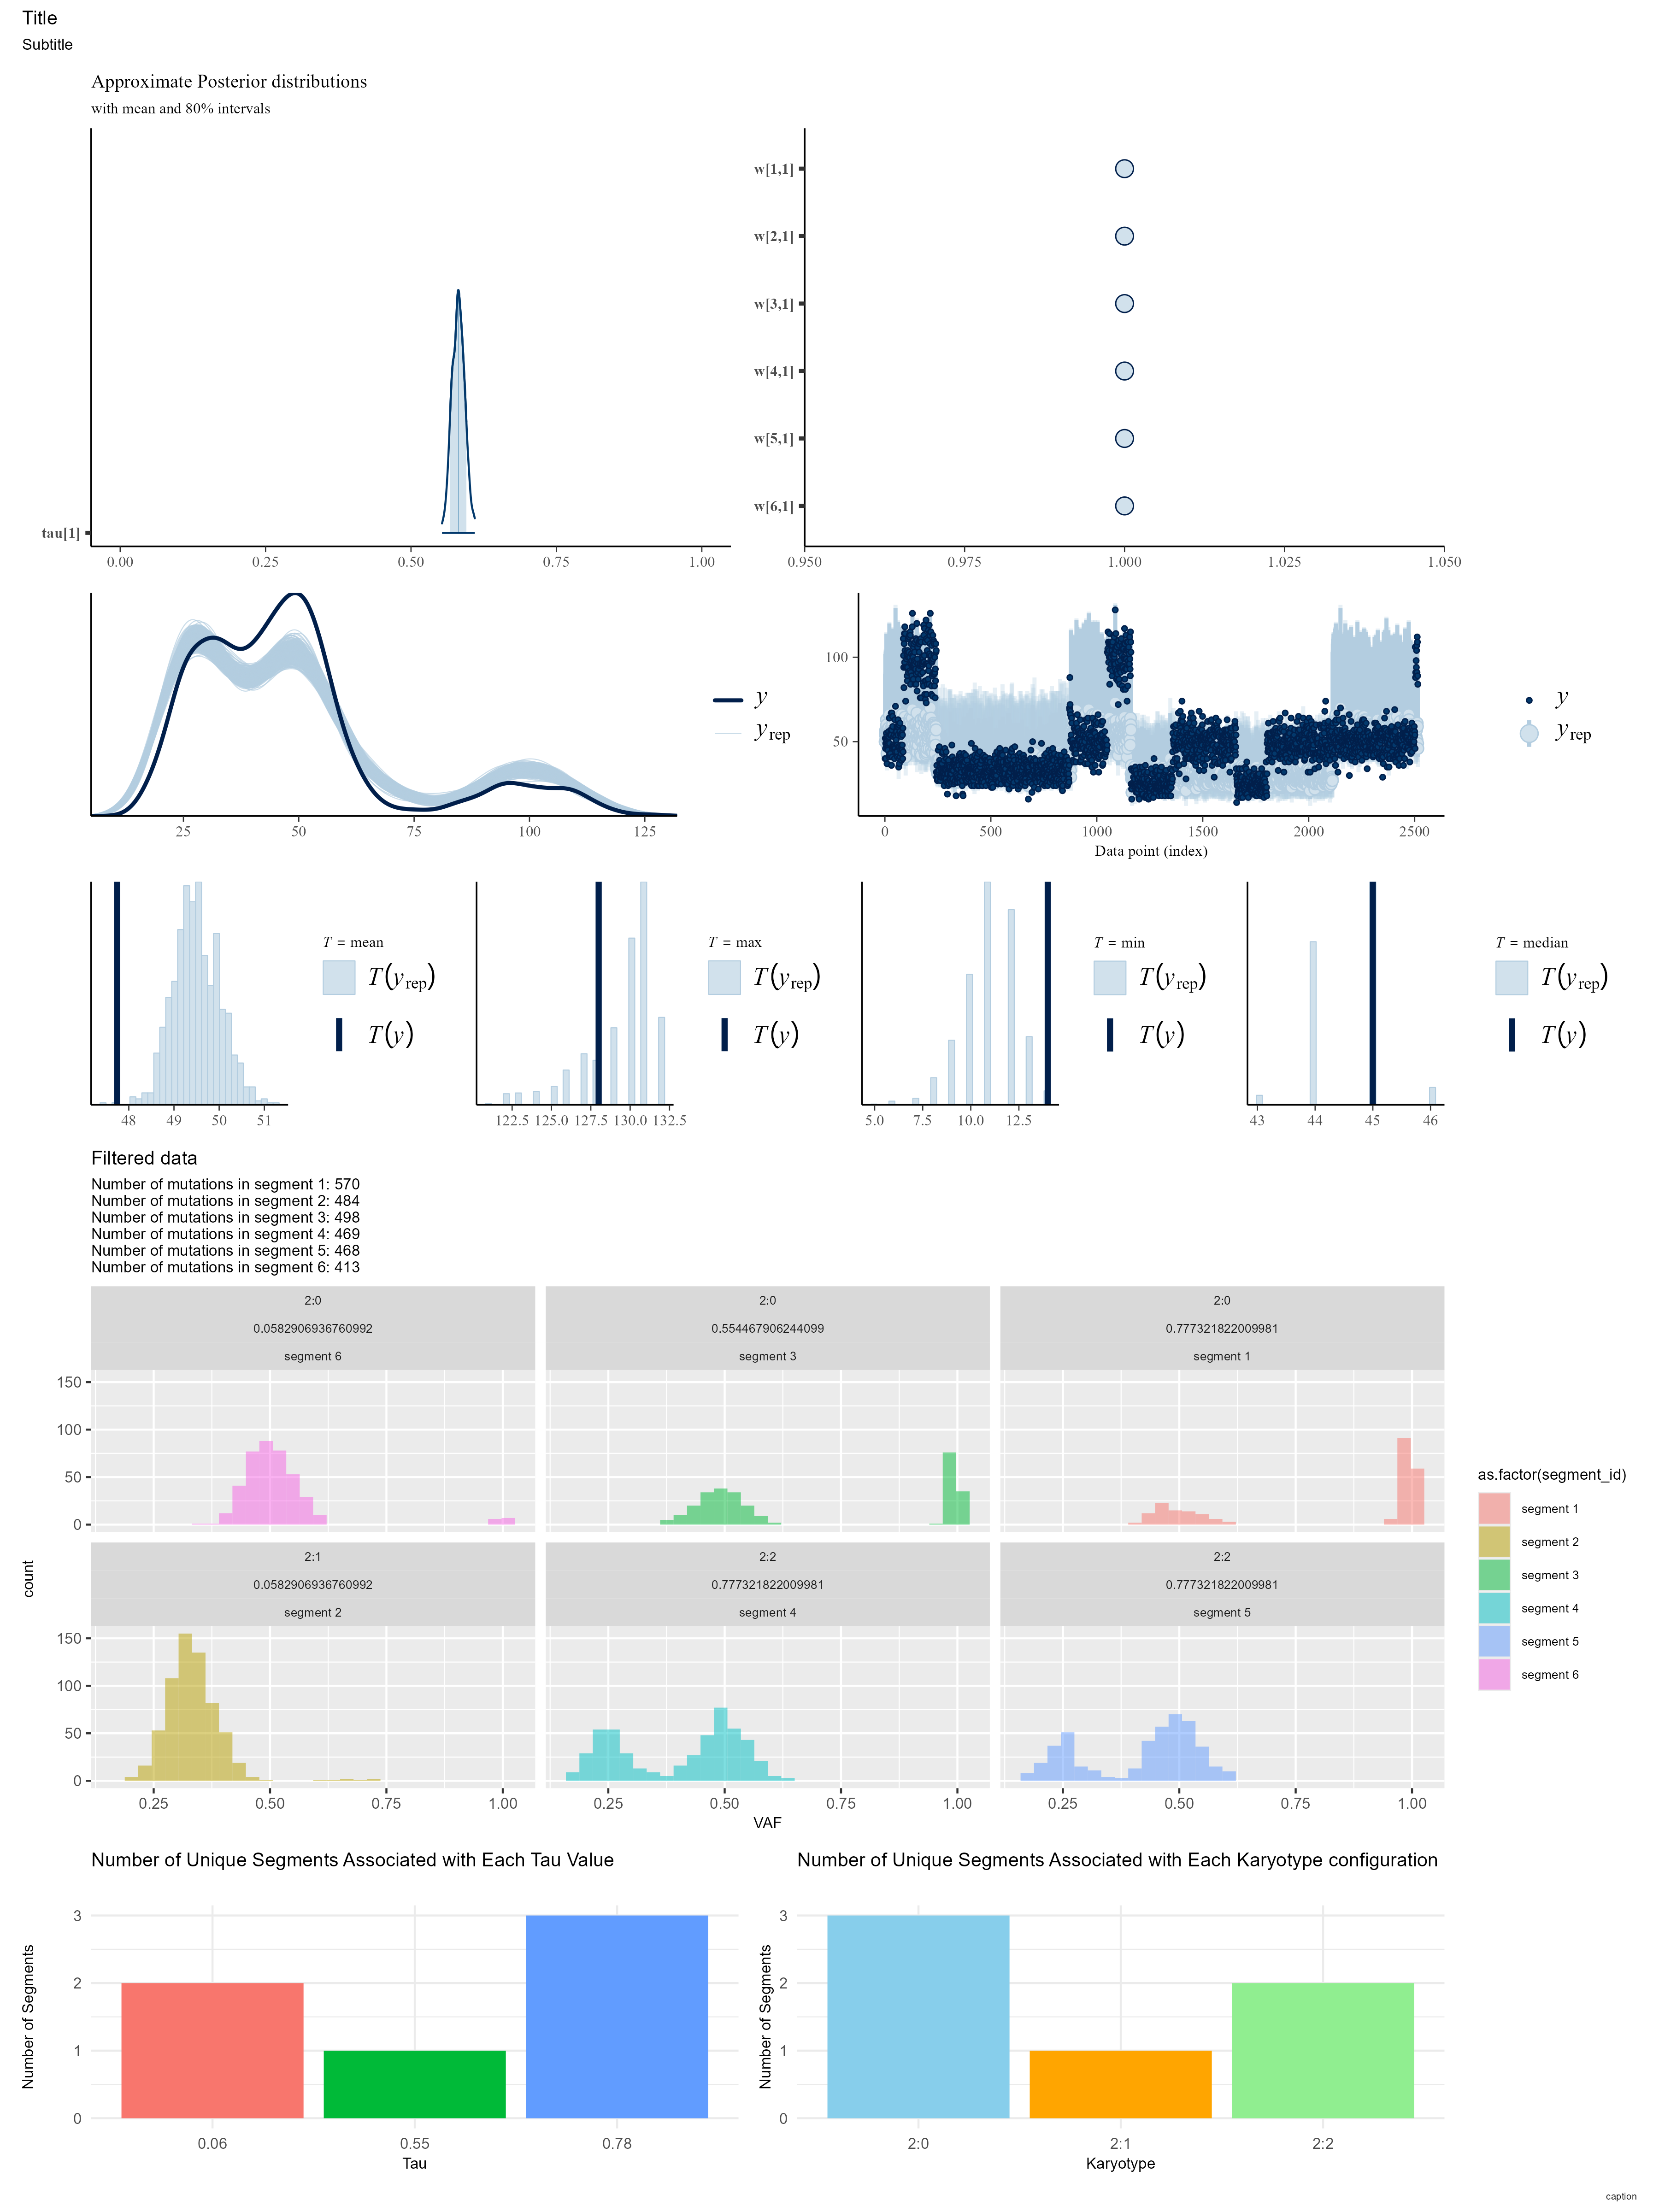 Title
Subtitle
Approximate Posterior distributions
with mean and 80% intervals
tau[1]
0.00 0.25 0.50 0.75 1.00
w[1,1]
w[2,1]
w[3,1]
w[4,1]
w[5,1]
w[6,1]
0.950 0.975 1.000 1.025 1.050
25 50 75 100 125
y
yrep
100
50
0 500 1000 1500 2000 2500
Data point (index)
y
yrep
48 49 50 51
T = mean
T(yrep)
T(y)
122.5 125.0 127.5 130.0 132.5
T = max
T(yrep)
T(y)
5.0 7.5 10.0 12.5
T = min
T(yrep)
T(y)
43 44 45 46
T = median
T(yrep)
T(y)
Filtered data
Number of mutations in segment 1: 570
Number of mutations in segment 2: 484
Number of mutations in segment 3: 498
Number of mutations in segment 4: 469
Number of mutations in segment 5: 468
Number of mutations in segment 6: 413
2:0 2:0 2:0
0.0582906936760992 0.554467906244099 0.777321822009981
segment 6 segment 3 segment 1
150
100
50
0
2:1 2:2 2:2
0.0582906936760992 0.777321822009981 0.777321822009981
segment 2 segment 4 segment 5
150
100
50
0
count
0.25 0.50 0.75 1.00 0.25 0.50 0.75 1.00 0.25 0.50 0.75 1.00
VAF
as.factor(segment_id)
segment 1
segment 2
segment 3
segment 4
segment 5
segment 6
Number of Unique Segments Associated with Each Tau Value
Number of Segments
3
2
1
0
0.06 0.55 0.78
Tau
Number of Unique Segments Associated with Each Karyotype configuration
Number of Segments
3
2
1
0
2:0 2:1 2:2
Karyotype
caption